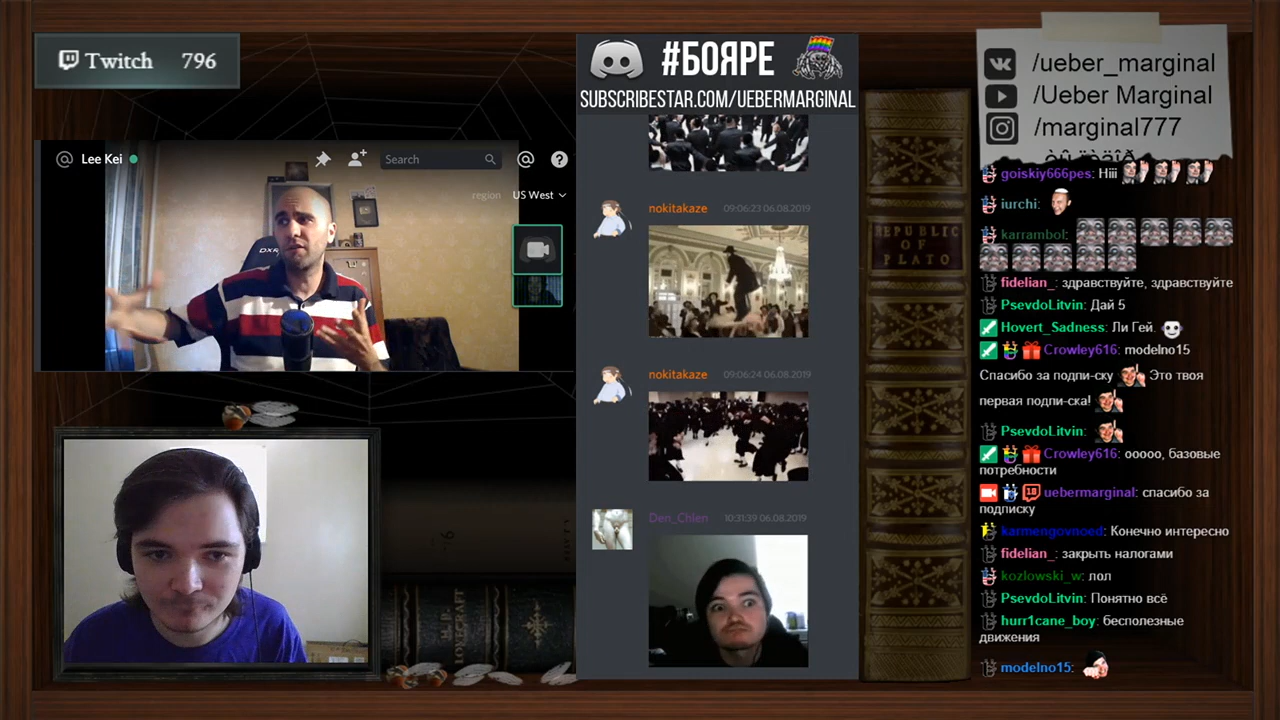 Twitch 796
Lee Kei
Search
region US West
#БОЯРЕ
SUBSCRIBESTAR.COM/UEBERMARGINAL
nokitakaze 09:06:23 06.08.2019
nokitakaze 09:06:24 06.08.2019
Den_Chlen 10:31:39 06.08.2019
REPUBLIC
OF
PLATO
H.P. LOVECRAFT
/ueber_marginal
/Ueber Marginal
/marginal777
goiskiy666pes: Hiii
iurchi:
karrambol:
fidelian_: здравствуйте, здравствуйте
PsevdoLitvin: Дай 5
Hovert_Sadness: Ли Гей.
Crowley616: modelno15
Спасибо за подпи-ску Это твоя
первая подпи-ска!
PsevdoLitvin:
Crowley616: ооооо, базовые
потребности
uebermarginal: спасибо за
подписку
karmengovnoed: Конечно интересно
fidelian_: закрыть налогами
kozlowski_w: лол
PsevdoLitvin: Понятно всё
hurr1cane_boy: бесполезные
движения
modelno15: